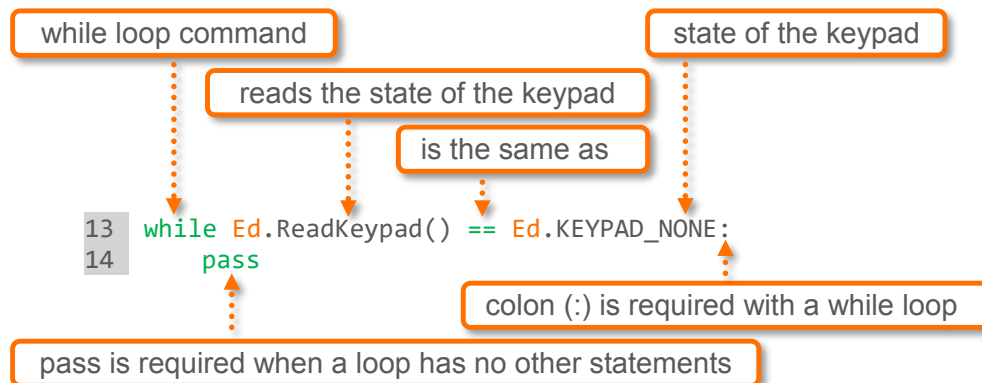 while loop command
state of the keypad
reads the state of the keypad
is the same as
13 while Ed.ReadKeypad() == Ed.KEYPAD_NONE:
14 pass
colon (:) is required with a while loop
pass is required when a loop has no other statements